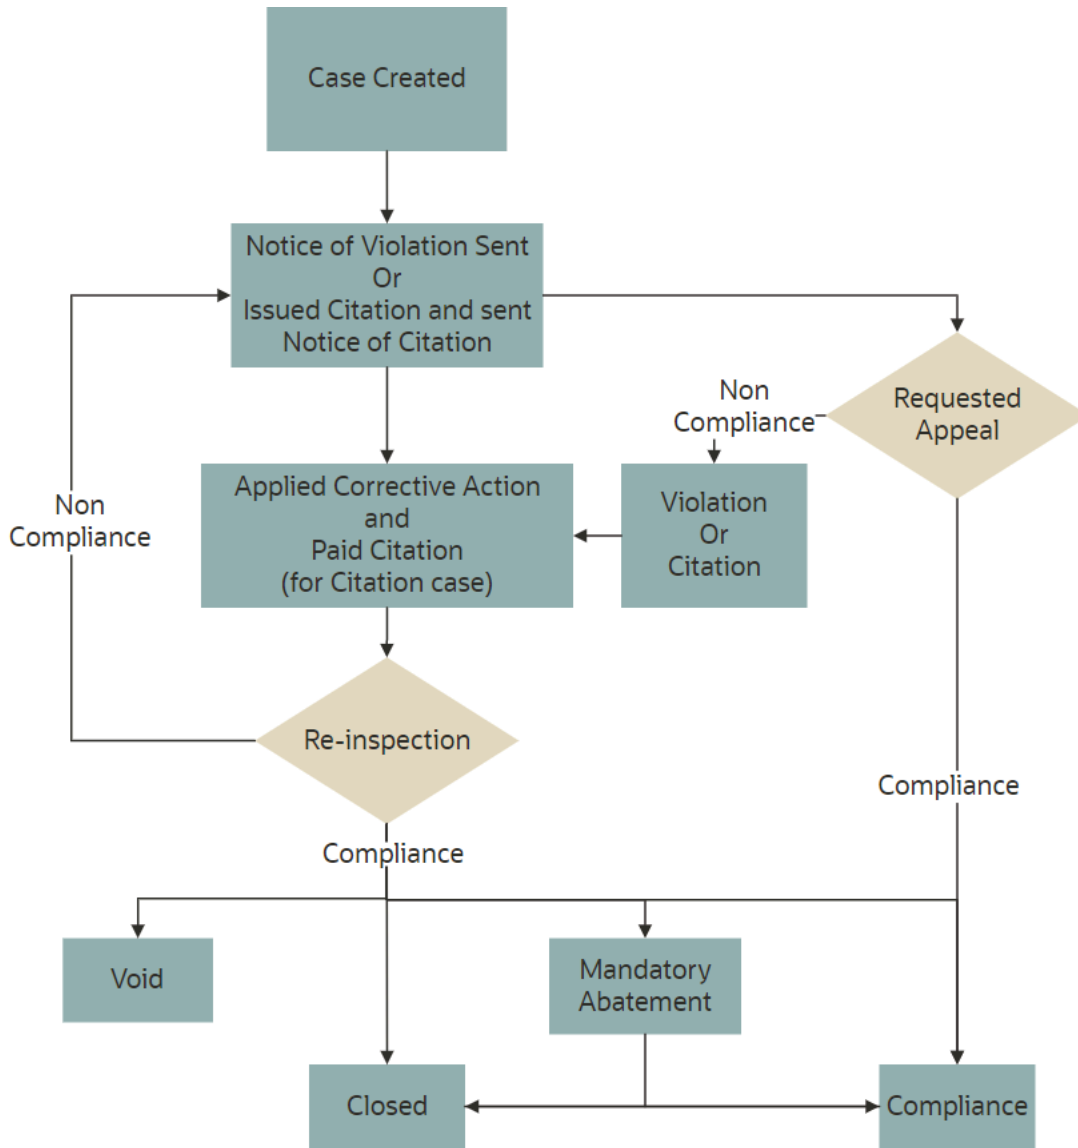 Case Created
Notice of Violation Sent
Or
Issued Citation and sent
Notice of Citation
Requested
Appeal
Non
Compliance
Applied Corrective Action
and
Paid Citation
(for Citation case)
Violation
Or
Citation
Non
Compliance
Re-inspection
Compliance
Compliance
Void
Mandatory
Abatement
Closed
Compliance